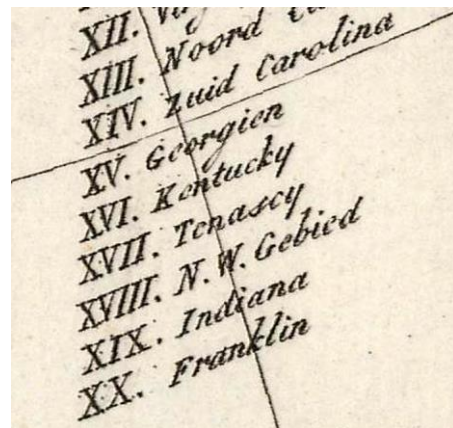 XII.
XIII. Noord
XIV. Zuid Carolina
XV. Georgien
XVI. Kentucky
XVII. Tenascy
XVIII. N. W. Gebied
XIX. Indiana
XX. Franklin